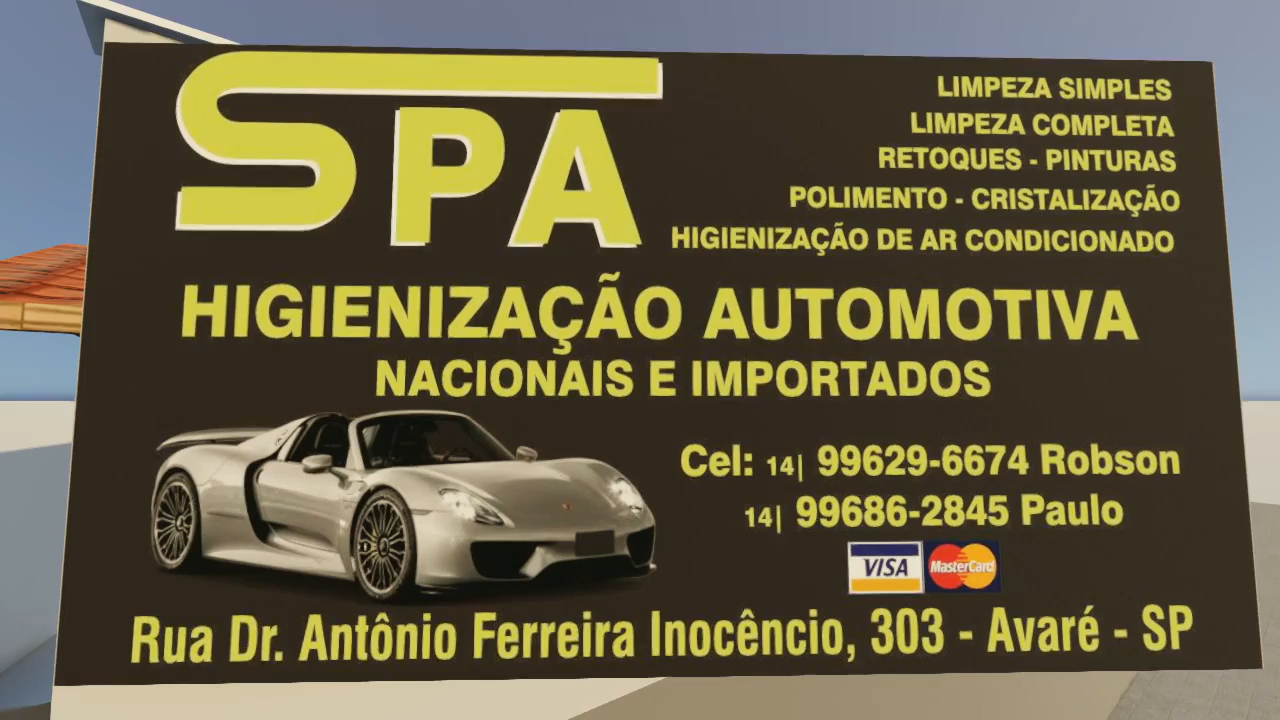 SPA
LIMPEZA SIMPLES
LIMPEZA COMPLETA
RETOQUES - PINTURAS
POLIMENTO - CRISTALIZAÇÃO
HIGIENIZAÇÃO DE AR CONDICIONADO
HIGIENIZAÇÃO AUTOMOTIVA
NACIONAIS E IMPORTADOS
Cel: 14| 99629-6674 Robson
14| 99686-2845 Paulo
VISA MasterCard
Rua Dr. Antônio Ferreira Inocêncio, 303 - Avaré - SP